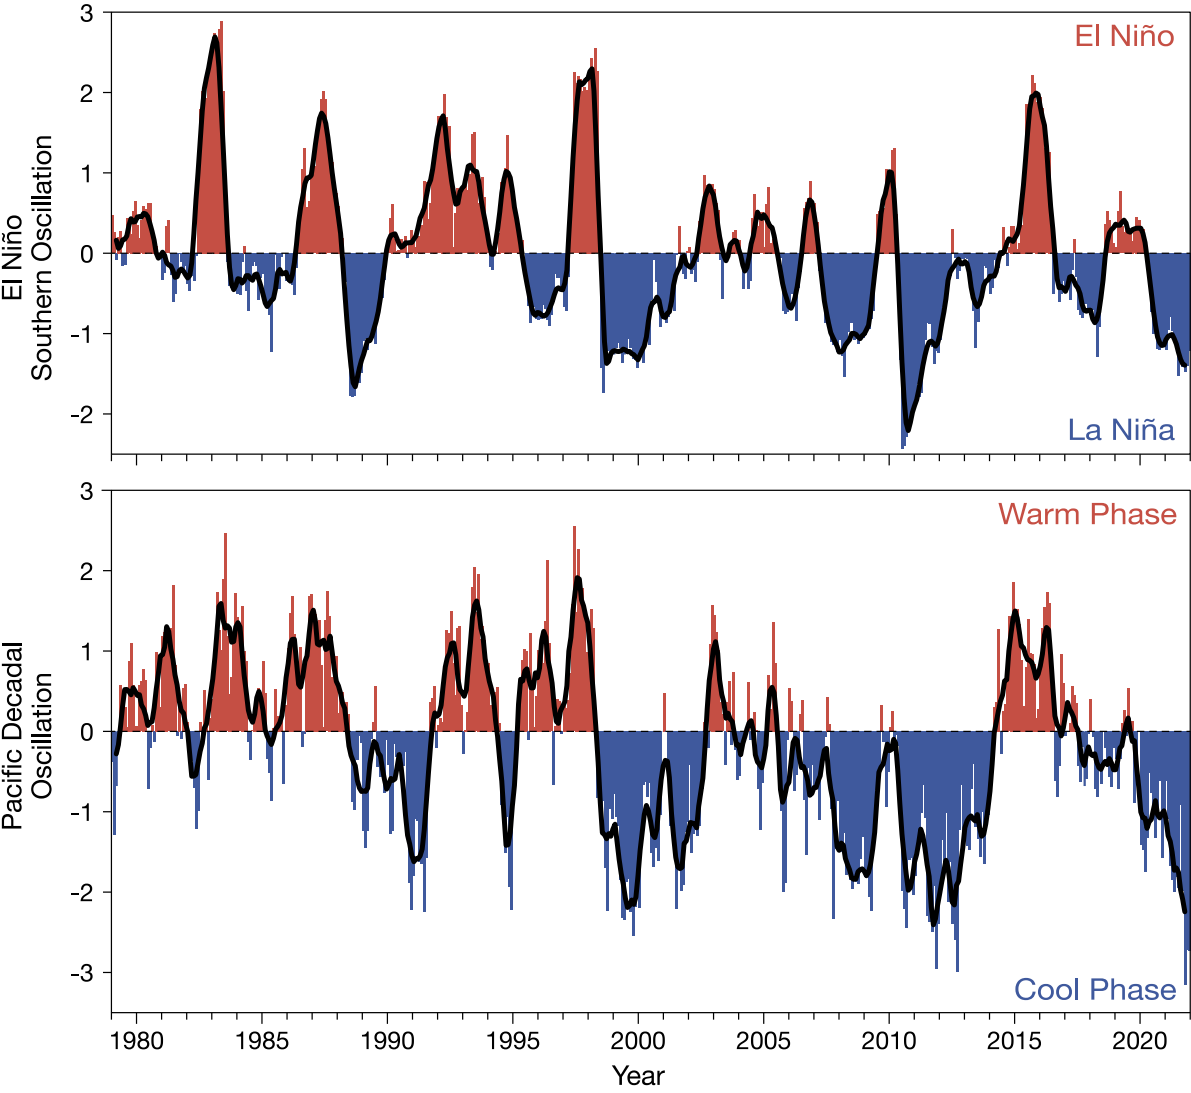 El Niño
Southern Oscillation
3
2
1
0
-1
-2
El Niño
La Niña
Pacific Decadal
Oscillation
3
2
1
0
-1
-2
-3
Warm Phase
Cool Phase
1980 1985 1990 1995 2000 2005 2010 2015 2020
Year